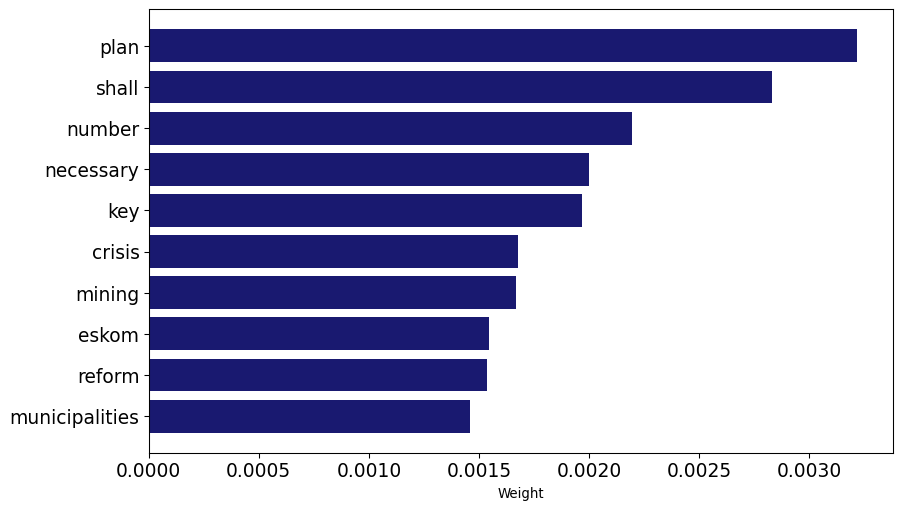 plan
shall
number
necessary
key
crisis
mining
eskom
reform
municipalities
0.0000 0.0005 0.0010 0.0015 0.0020 0.0025 0.0030
Weight